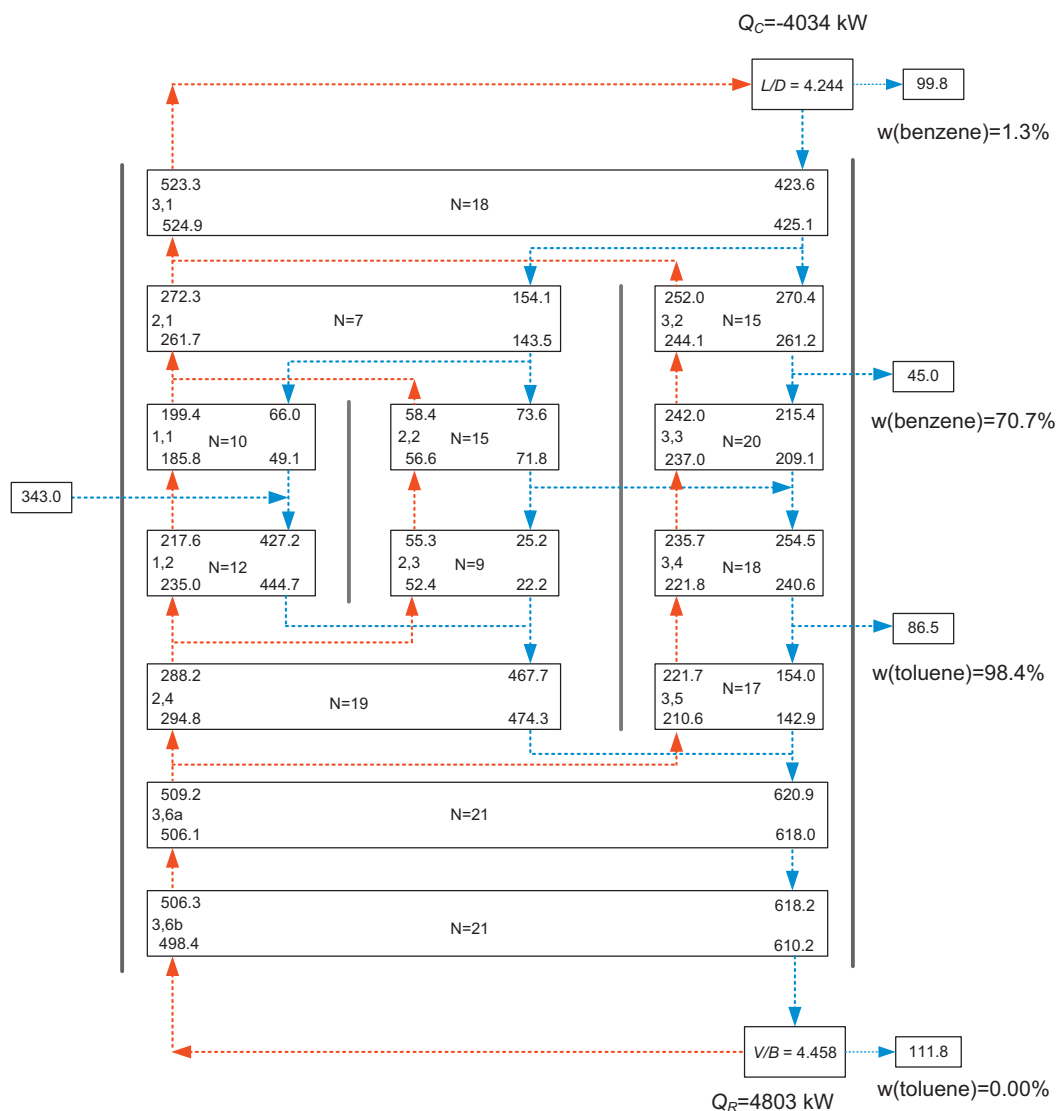 Q_C=-4034 kW
L/D = 4.244
99.8
w(benzene)=1.3%
523.3 423.6
3,1 N=18
524.9 425.1
272.3 154.1
2,1 N=7
261.7 143.5
252.0 270.4
3,2 N=15
244.1 261.2
45.0
w(benzene)=70.7%
199.4 66.0
1,1 N=10
185.8 49.1
58.4 73.6
2,2 N=15
56.6 71.8
242.0 215.4
3,3 N=20
237.0 209.1
343.0
217.6 427.2
1,2 N=12
235.0 444.7
55.3 25.2
2,3 N=9
52.4 22.2
235.7 254.5
3,4 N=18
221.8 240.6
86.5
w(toluene)=98.4%
288.2 467.7
2,4 N=19
294.8 474.3
221.7 154.0
3,5 N=17
210.6 142.9
509.2 620.9
3,6a N=21
506.1 618.0
506.3 618.2
3,6b N=21
498.4 610.2
V/B = 4.458
111.8
w(toluene)=0.00%
Q_R=4803 kW